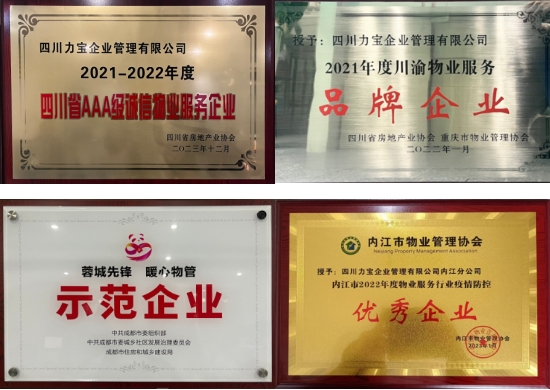 四川力宝企业管理有限公司
2021-2022年度
四川省AAA级诚信物业服务企业
四川省房地产业协会
二〇二三年十二月
授予：四川力宝企业管理有限公司
2021年度川渝物业服务
品牌企业
四川省房地产业协会 重庆市物业管理协会
二〇二二年一月
蓉城先锋 暖心物管
示范企业
中共成都市委组织部
中共成都市委城乡社区发展治理委员会
成都市住房和城乡建设局
内江市物业管理协会
Neijiang Property Management Association
授予：四川力宝企业管理有限公司内江分公司
内江市2022年度物业服务行业疫情防控
优秀企业
内江市物业管理协会
2023年1月